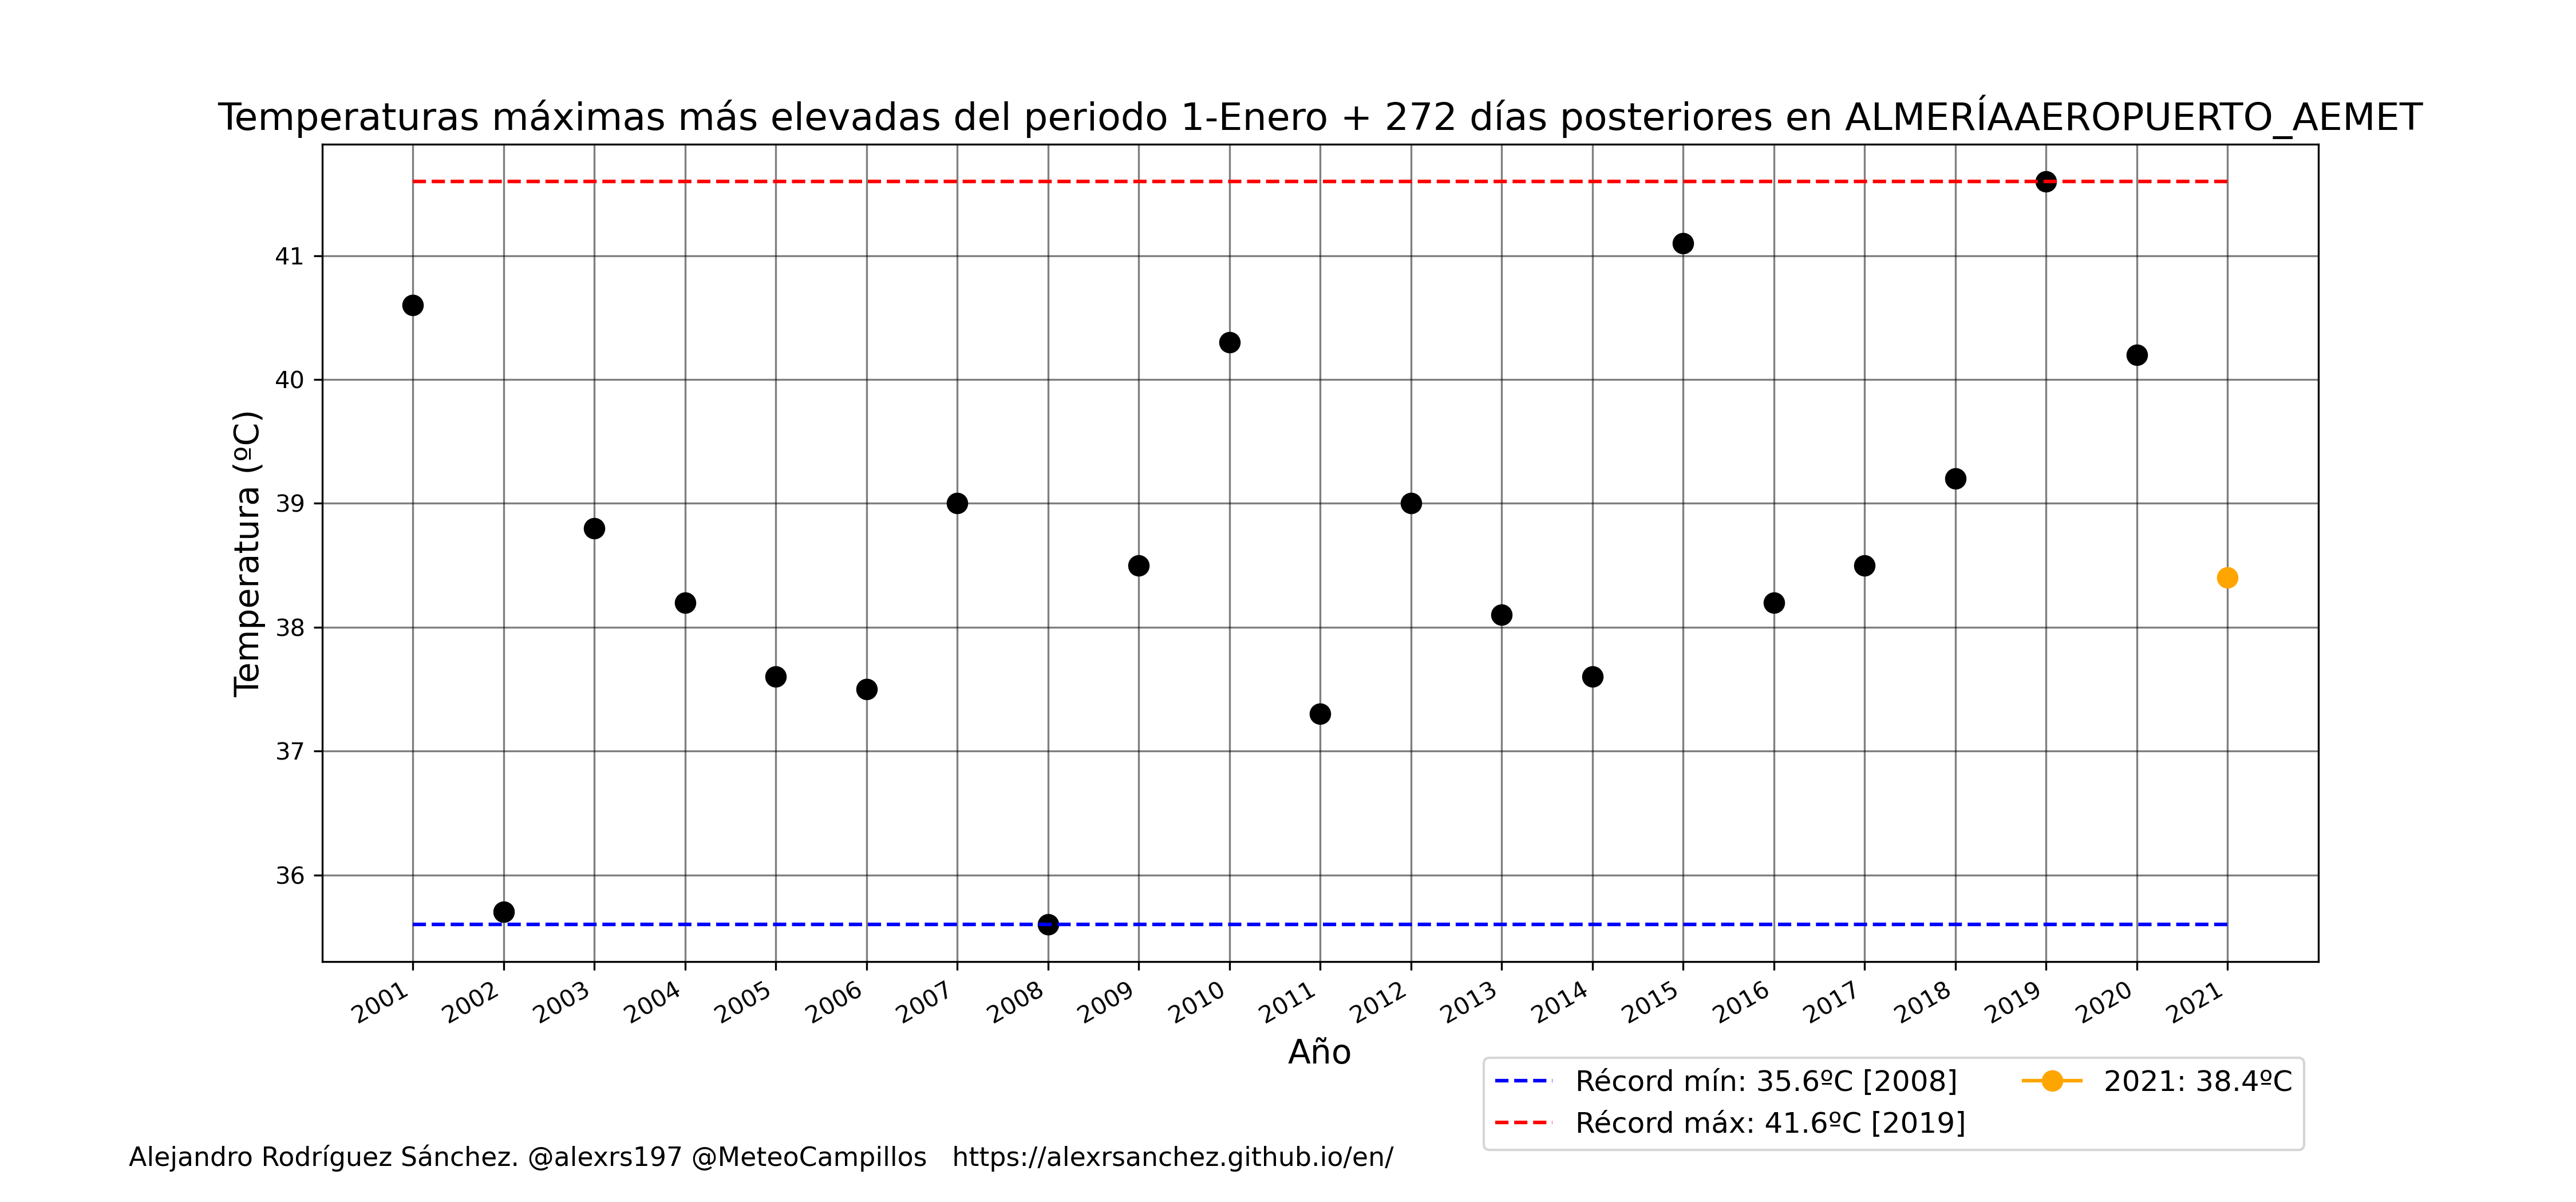 Temperaturas máximas más elevadas del periodo 1-Enero + 272 días posteriores en ALMERÍAAEROPUERTO_AEMET
Temperatura (ºC)
41
40
39
38
37
36
2001 2002 2003 2004 2005 2006 2007 2008 2009 2010 2011 2012 2013 2014 2015 2016 2017 2018 2019 2020 2021
Año
Récord mín: 35.6ºC [2008]
Récord máx: 41.6ºC [2019]
2021: 38.4ºC
Alejandro Rodríguez Sánchez. @alexrs197 @MeteoCampillos https://alexrsanchez.github.io/en/